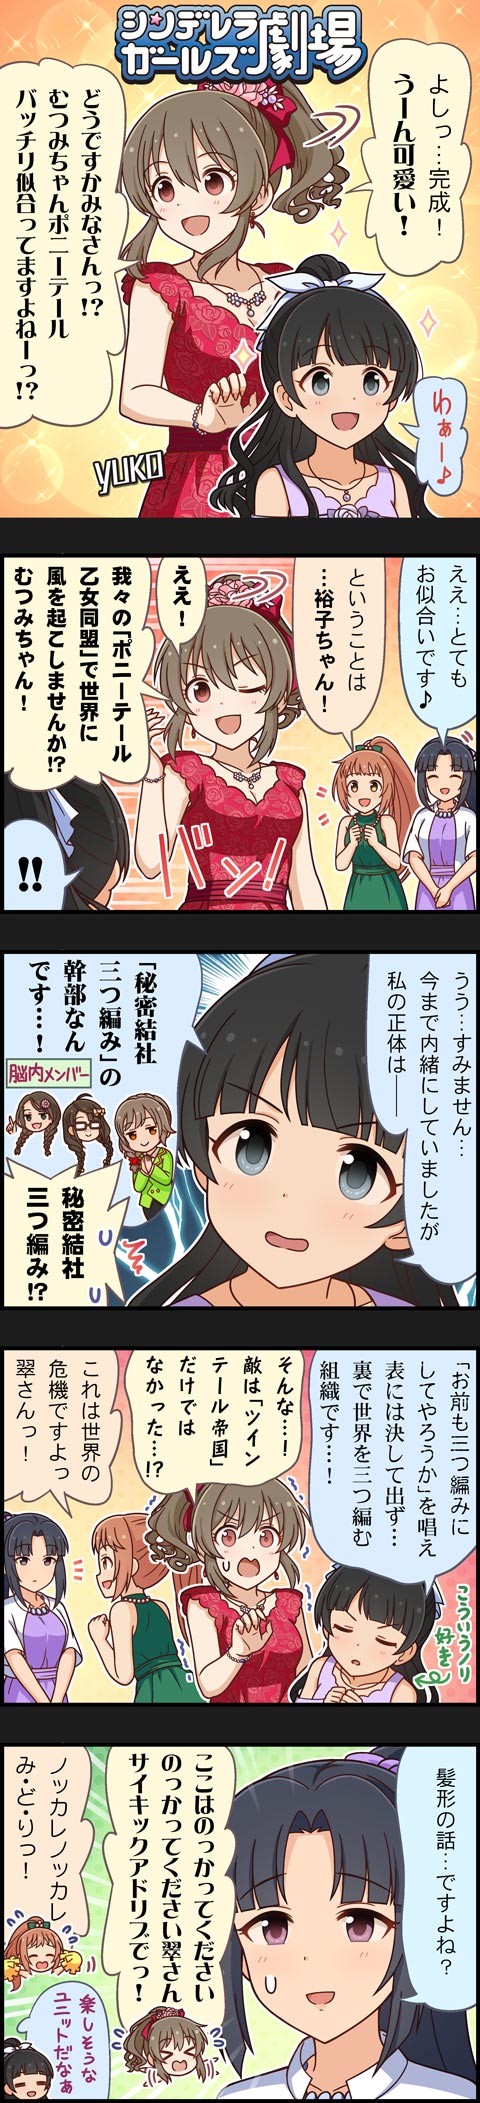 シンデレラ
ガールズ劇場
よしっ…完成！
うーん可愛い！
どうですかみなさんっ!?
むつみちゃんポニーテール
バッチリ似合ってますよねーっ!?
わぁー♪
YUKO
ええ…とても
お似合いです♪
ということは
…裕子ちゃん！
ええ！
我々の「ポニーテール
乙女同盟」で世界に
風を起こしませんか!?
むつみちゃん！
バン！
!!
うう…すみません…
今まで内緒にしていましたが
私の正体は──
「秘密結社
三つ編み」の
幹部なん
です…！
脳内メンバー
秘密結社
三つ編み!?
「お前も三つ編みに
してやろうか」を唱え
表には決して出ず…
裏で世界を三つ編む
組織です…！
こういうノリ
好き
そんな…！
敵は「ツイン
テール帝国」
だけでは
なかった…!?
これは世界の
危機ですよっ
翠さんっ！
髪形の話…ですよね？
ここはのっかってください
のっかってください翠さん
サイキックアドリブでっ！
ノッカレノッカレ
み・ど・りっ！
楽しそうな
ユニットだなぁ